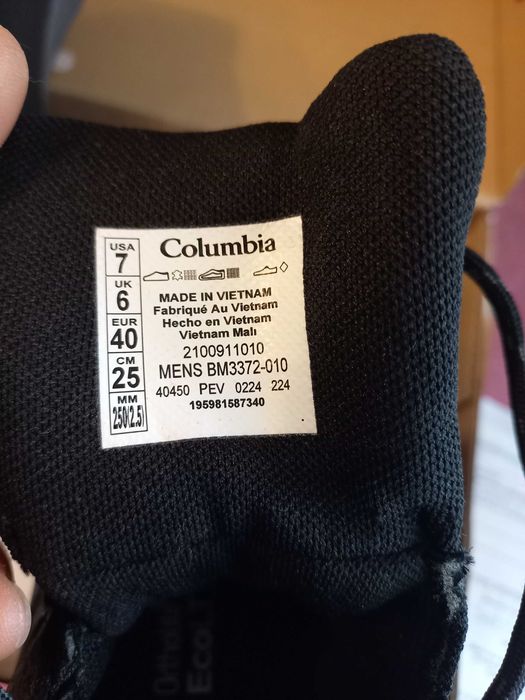 USA
7
UK
6
EUR
40
CM
25
MM
250(2.5)
Columbia
MADE IN VIETNAM
Fabriqué Au Vietnam
Hecho en Vietnam
Vietnam Malı
2100911010
MENS BM3372-010
40450 PEV 0224 224
195981587340